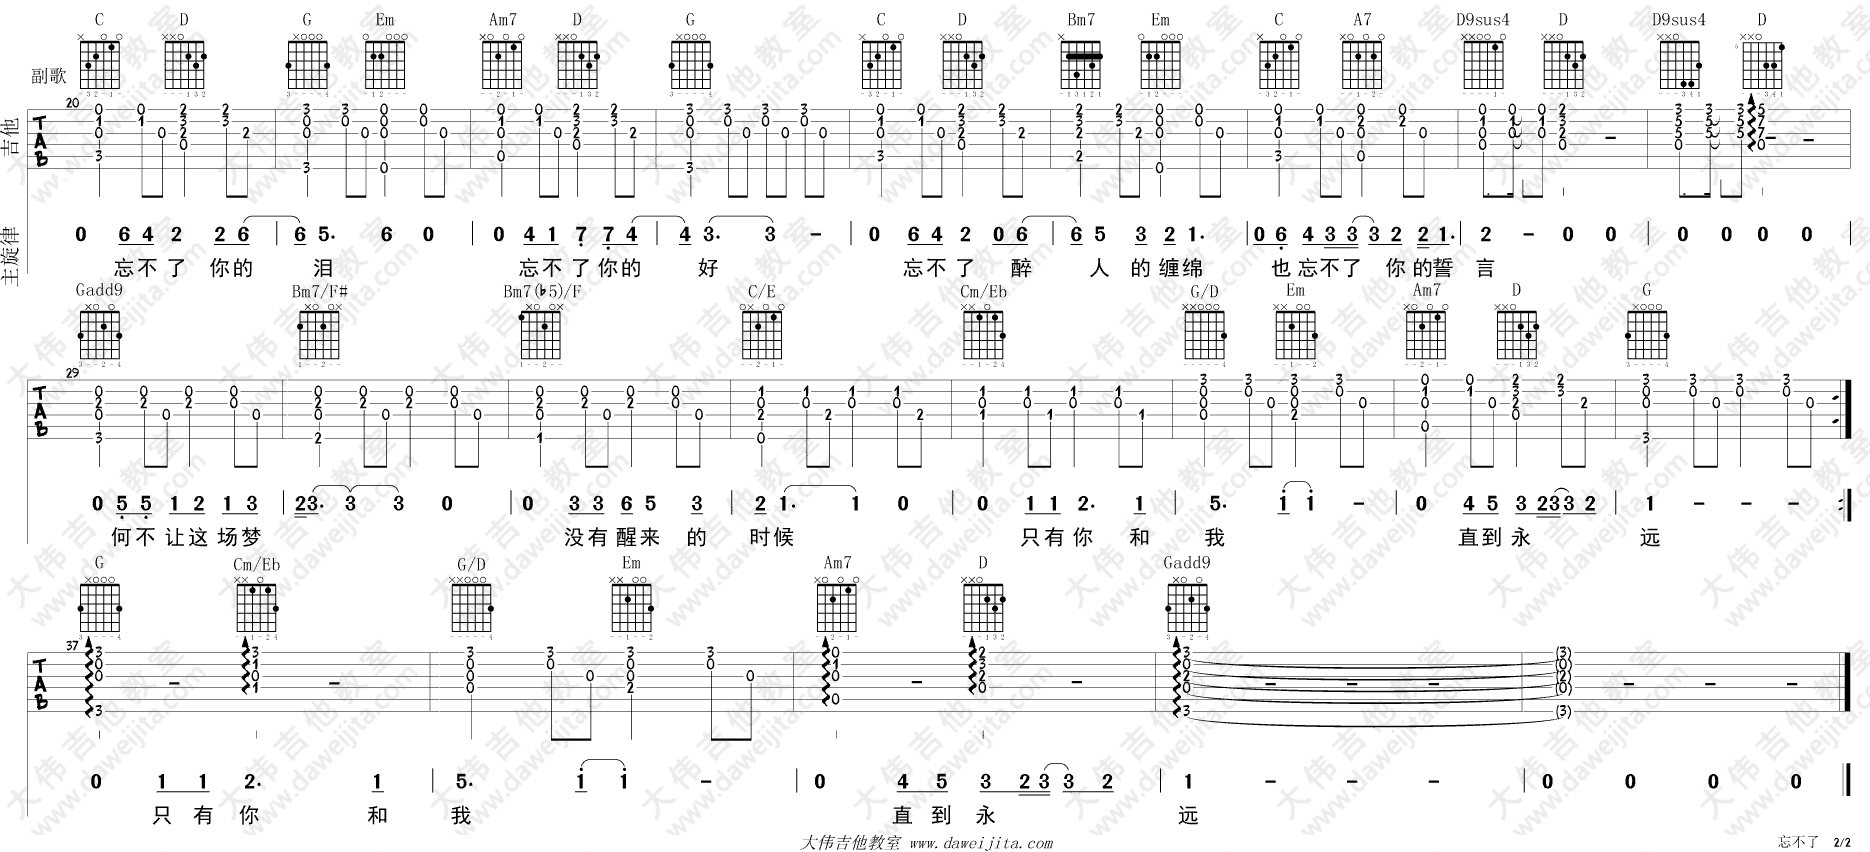 C D G Em Am7 D G C D Bm7 Em C A7 D9sus4 D D9sus4 D
副歌
20
吉他 TAB
主旋律 0 6 4 2 2 6 | 6 5. 6 0 | 0 4 1 7 7 4 | 4 3. 3 - | 0 6 4 2 0 6 | 6 5 3 2 1. | 0 6 4 3 3 3 2 2 1. | 2 - 0 0 | 0 0 0 0
忘不了 你的 泪 忘不了你的 好 忘不了 醉 人 的缠绵 也忘不了 你的誓 言
Gadd9 Bm7/F# Bm7(♭5)/F C/E Cm/Eb G/D Em Am7 D G
29
TAB
0 5 5 1 2 1 3 | 2 3. 3 3 0 | 0 3 3 6 5 3 | 2 1. 1 0 | 0 1 1 2. 1 | 5. 1 1 - | 0 4 5 3 2 3 3 2 | 1 - - :|
何不 让这 场梦 没有醒来 的 时候 只有你 和 我 直到永 远
G Cm/Eb G/D Em Am7 D Gadd9
37
TAB
0 1 1 2. 1 | 5. 1 1 - | 0 4 5 3 2 3 3 2 | 1 - - - | 0 0 0 0
只有你 和 我 直到永 远
大伟吉他教室 www.daweijita.com
忘不了 2/2